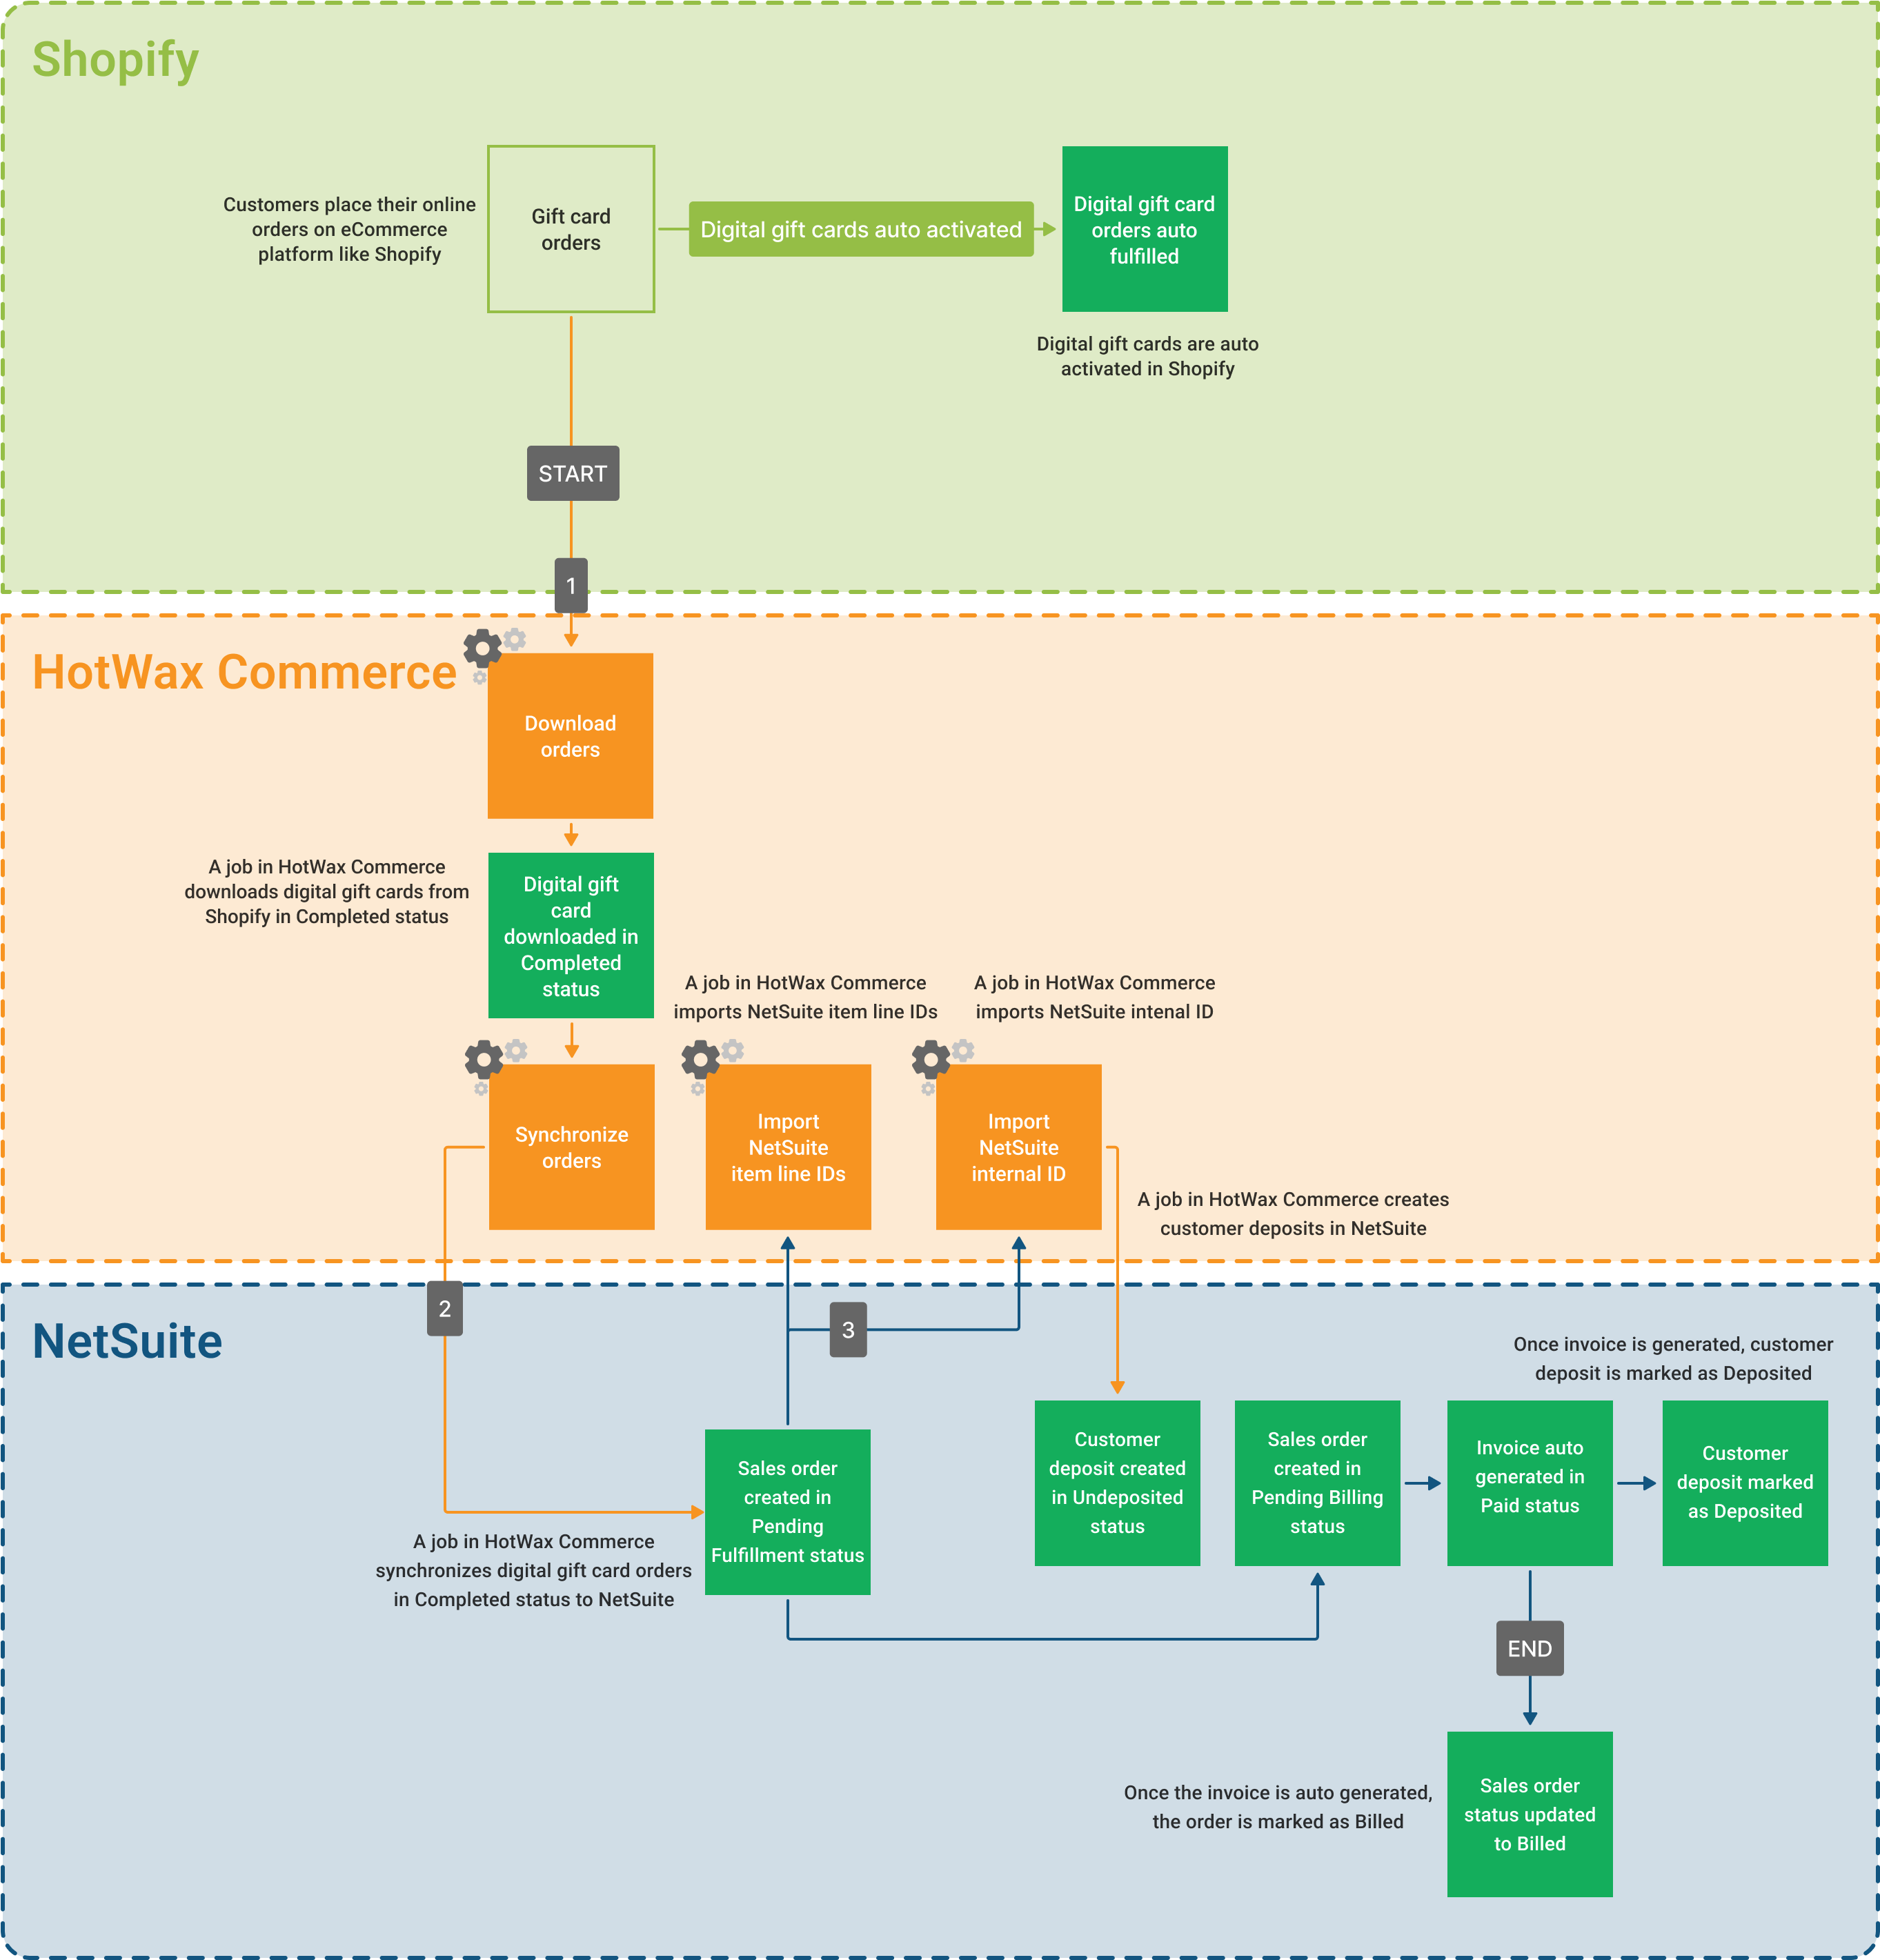 Shopify
Customers place their online
orders on eCommerce
platform like Shopify
Gift card
orders
Digital gift cards auto activated
Digital gift card
orders auto
fulfilled
Digital gift cards are auto
activated in Shopify
START
1
HotWax Commerce
Download
orders
A job in HotWax Commerce
downloads digital gift cards from
Shopify in Completed status
Digital gift
card
downloaded in
Completed
status
A job in HotWax Commerce
imports NetSuite item line IDs
A job in HotWax Commerce
imports NetSuite intenal ID
Synchronize
orders
Import
NetSuite
item line IDs
Import
NetSuite
internal ID
A job in HotWax Commerce creates
customer deposits in NetSuite
2
3
NetSuite
Once invoice is generated, customer
deposit is marked as Deposited
Sales order
created in
Pending
Fulfillment status
Customer
deposit created
in Undeposited
status
Sales order
created in
Pending Billing
status
Invoice auto
generated in
Paid status
Customer
deposit marked
as Deposited
A job in HotWax Commerce
synchronizes digital gift card orders
in Completed status to NetSuite
END
Once the invoice is auto generated,
the order is marked as Billed
Sales order
status updated
to Billed